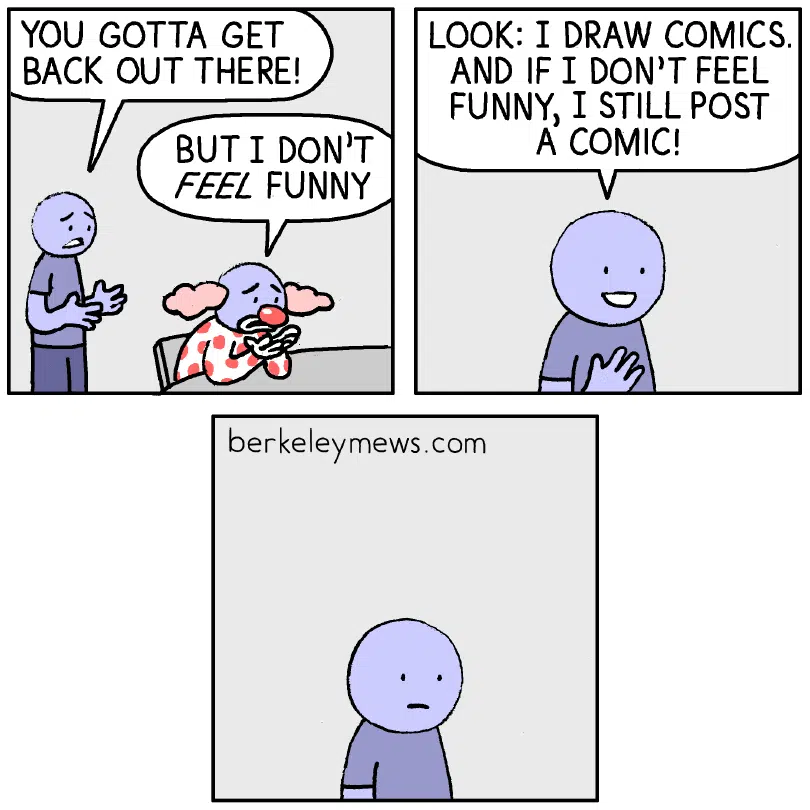 YOU GOTTA GET
BACK OUT THERE!
BUT I DON'T
FEEL FUNNY
LOOK: I DRAW COMICS.
AND IF I DON'T FEEL
FUNNY, I STILL POST
A COMIC!
berkeleymews.com